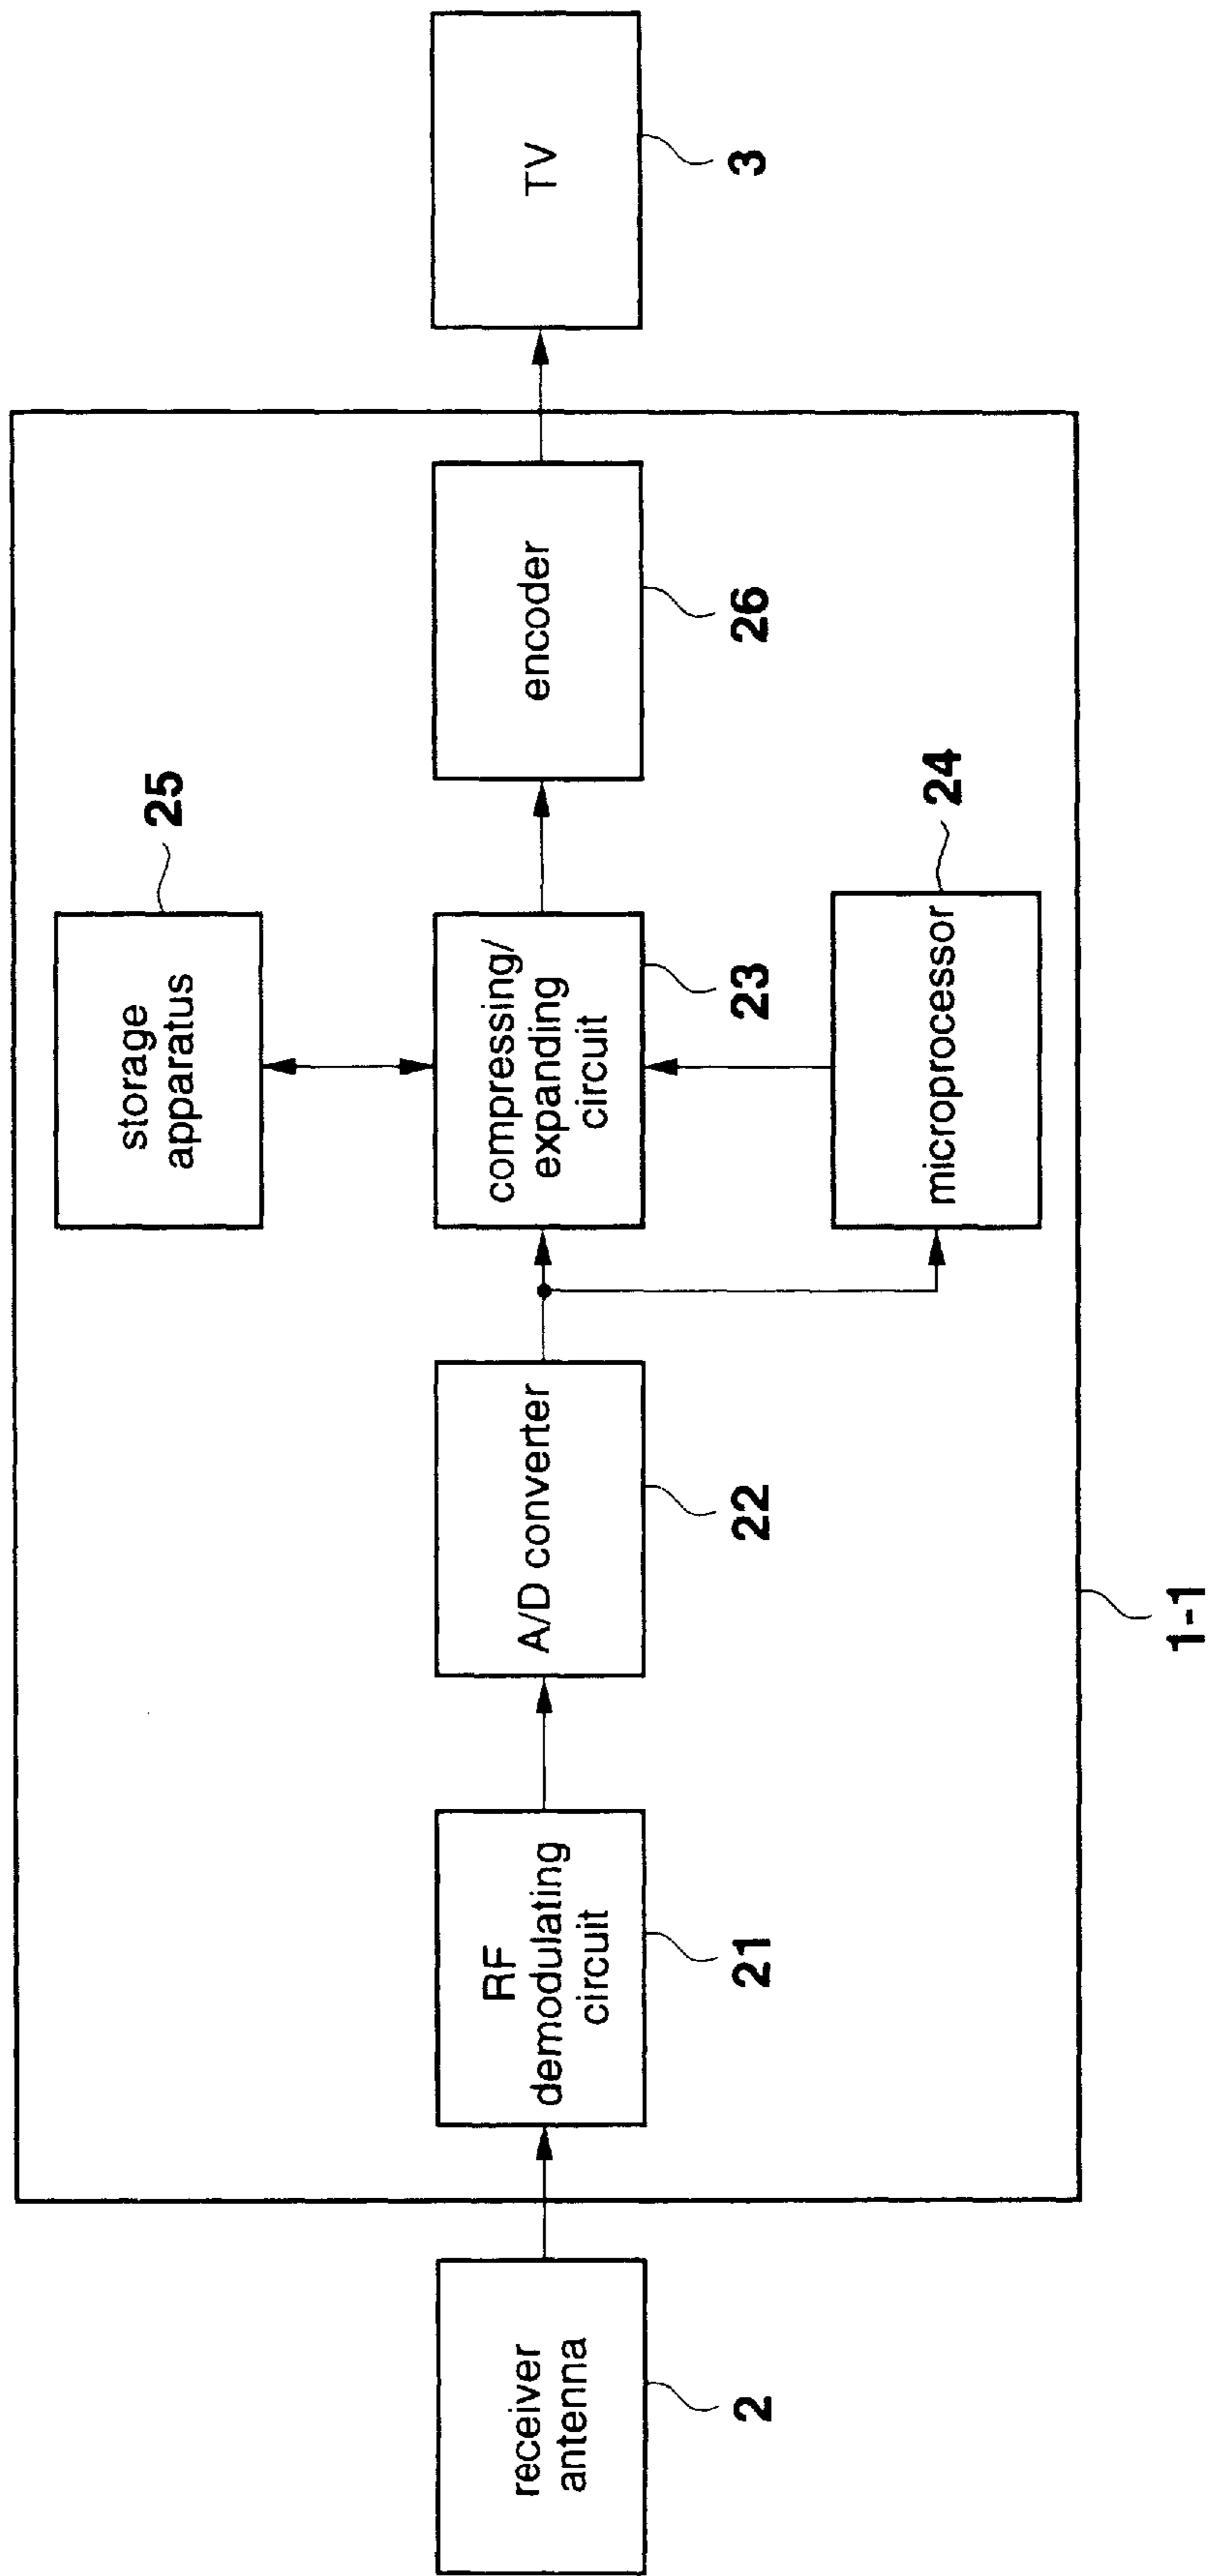 storage
apparatus
25
receiver
antenna
2
RF
demodulating
circuit
21
A/D converter
22
compressing/
expanding
circuit
23
encoder
26
TV
3
microprocessor
24
1-1